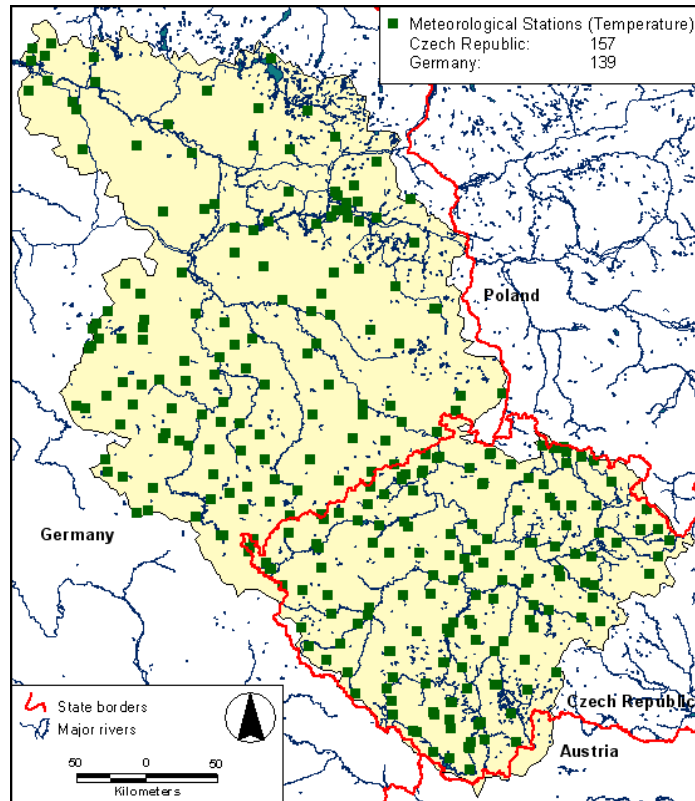 Meteorological Stations (Temperature)
Czech Republic: 157
Germany: 139
Poland
Germany
Czech Republic
Austria
State borders
Major rivers
50 0 50
Kilometers